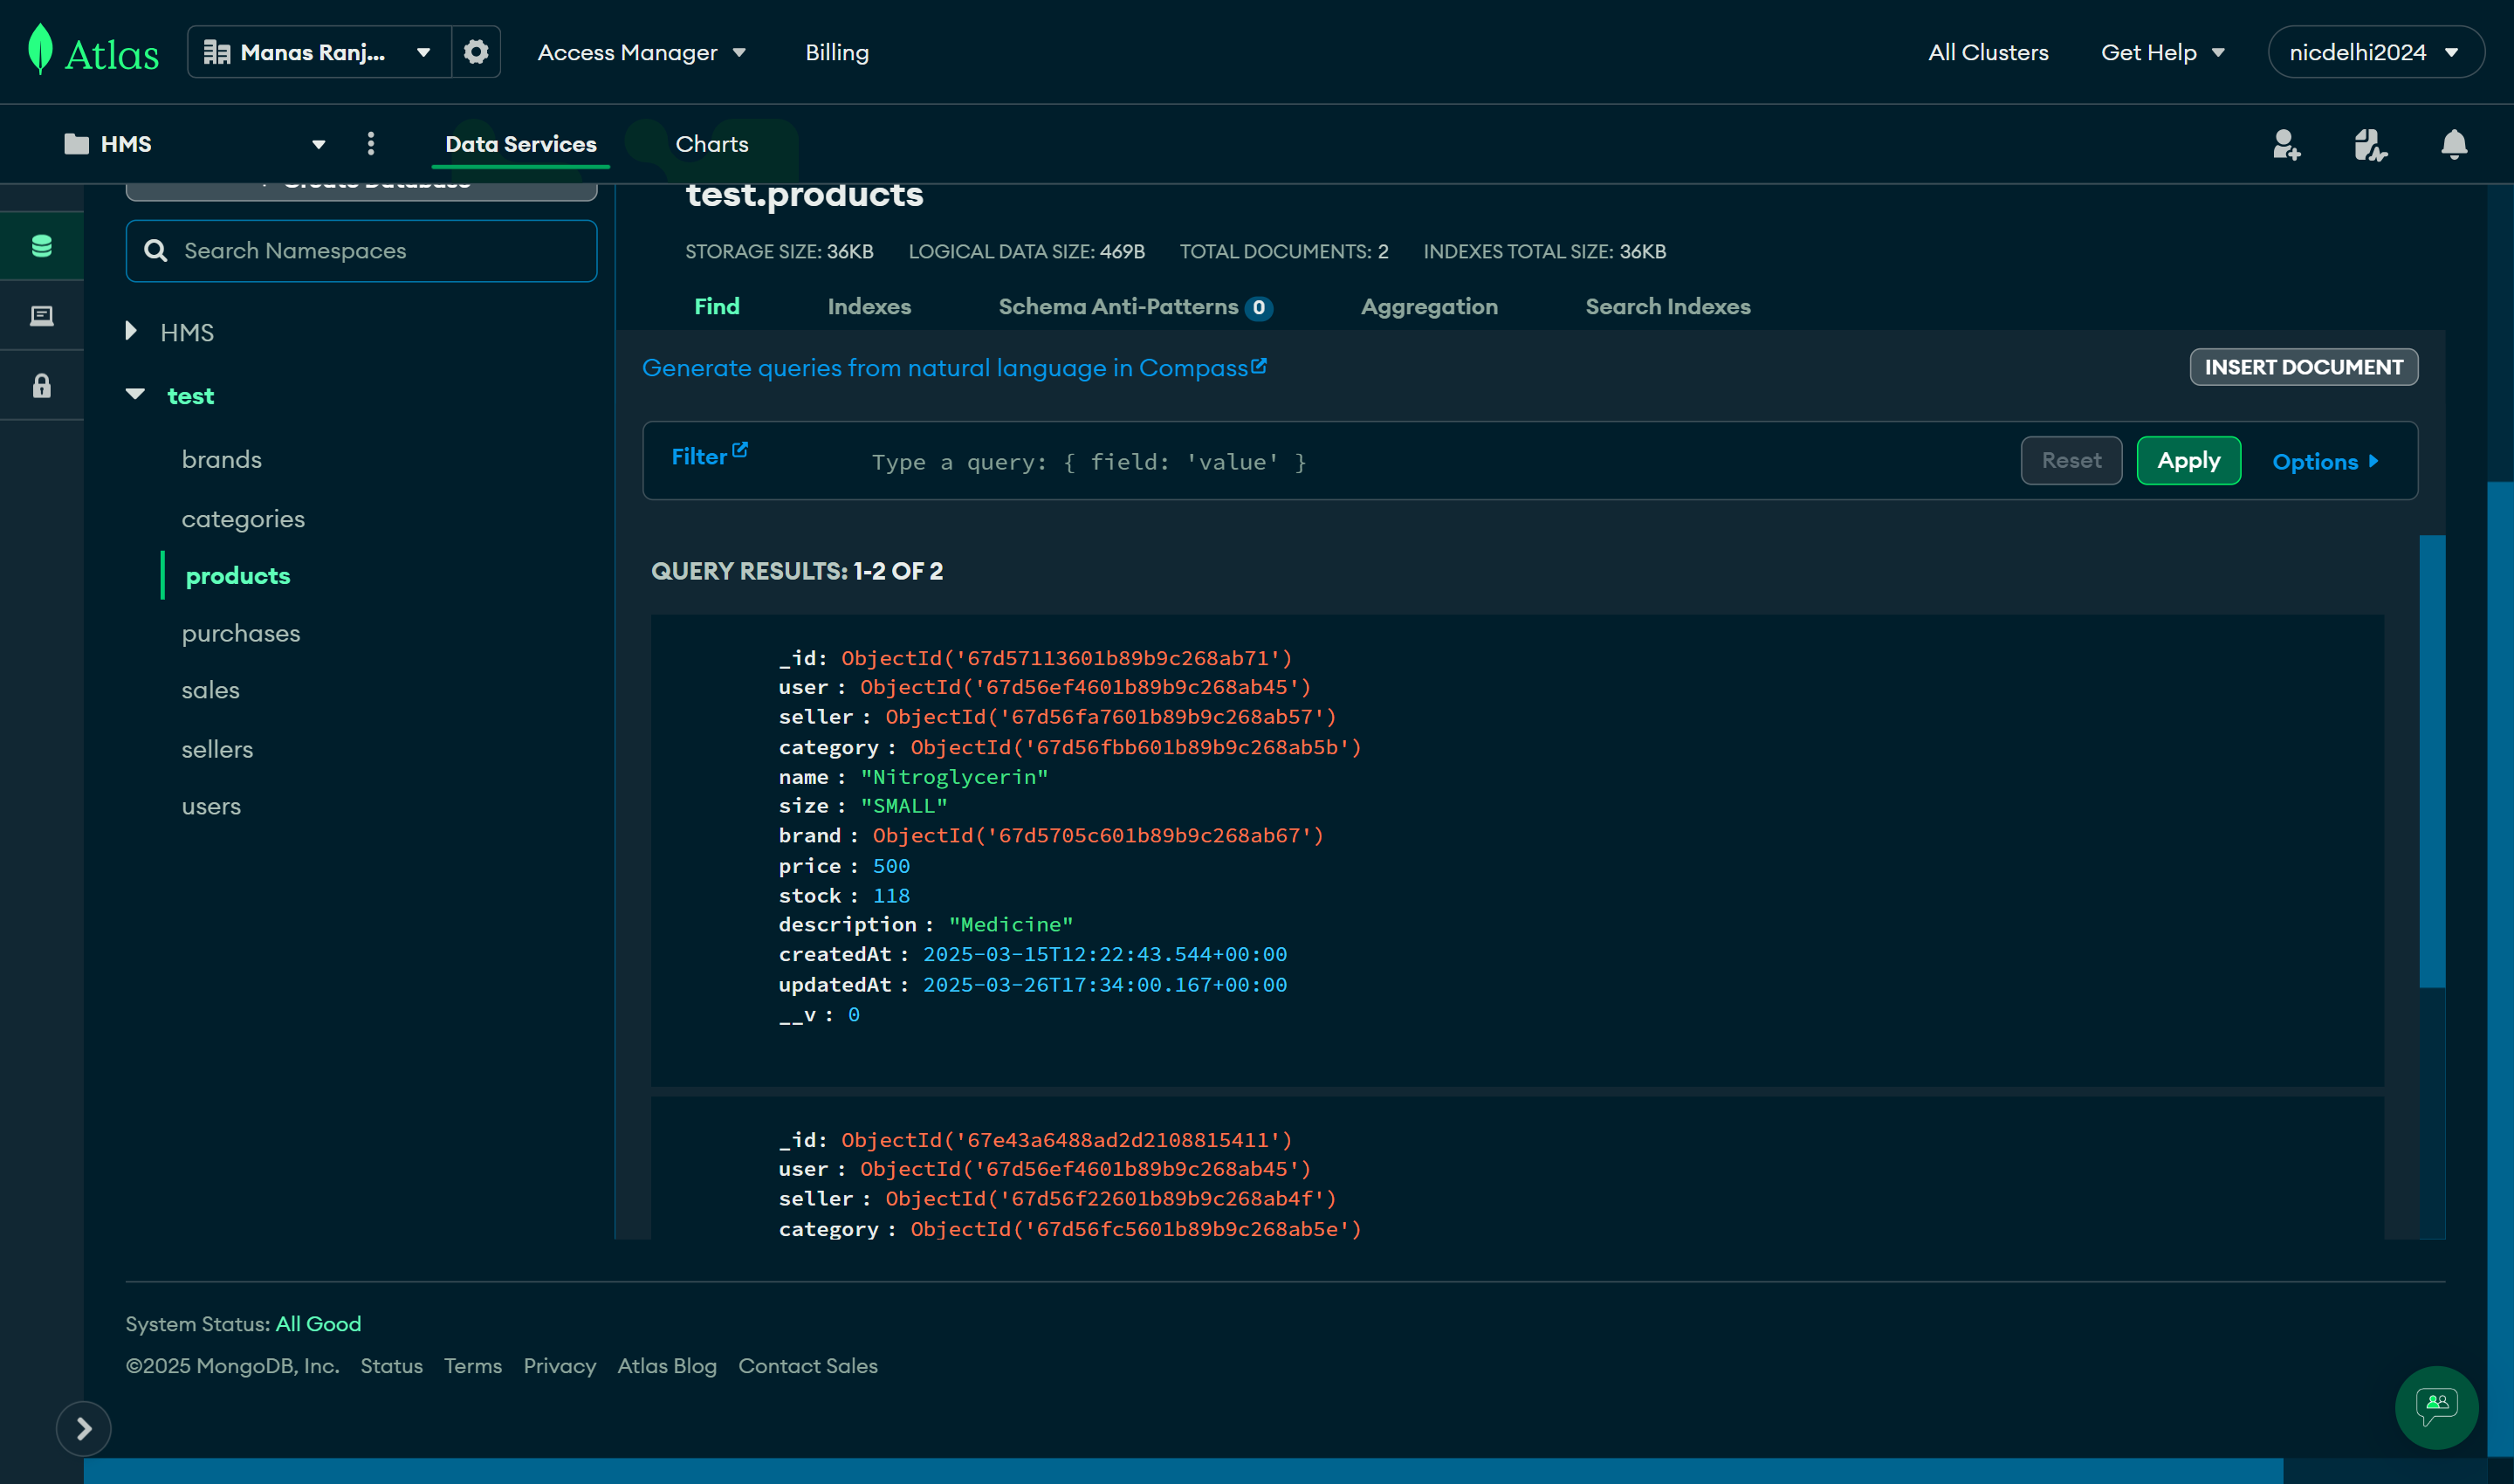 Atlas
Manas Ranj...
Access Manager
Billing
All Clusters
Get Help
nicdelhi2024
HMS
Data Services
Charts
Create Database
Search Namespaces
HMS
test
brands
categories
products
purchases
sales
sellers
users
test.products
STORAGE SIZE: 36KB LOGICAL DATA SIZE: 469B TOTAL DOCUMENTS: 2 INDEXES TOTAL SIZE: 36KB
Find Indexes Schema Anti-Patterns 0 Aggregation Search Indexes
Generate queries from natural language in Compass
INSERT DOCUMENT
Filter
Type a query: { field: 'value' }
Reset
Apply
Options
QUERY RESULTS: 1-2 OF 2
_id: ObjectId('67d57113601b89b9c268ab71')
user : ObjectId('67d56ef4601b89b9c268ab45')
seller : ObjectId('67d56fa7601b89b9c268ab57')
category : ObjectId('67d56fbb601b89b9c268ab5b')
name : "Nitroglycerin"
size : "SMALL"
brand : ObjectId('67d5705c601b89b9c268ab67')
price : 500
stock : 118
description : "Medicine"
createdAt : 2025-03-15T12:22:43.544+00:00
updatedAt : 2025-03-26T17:34:00.167+00:00
__v : 0
_id: ObjectId('67e43a6488ad2d2108815411')
user : ObjectId('67d56ef4601b89b9c268ab45')
seller : ObjectId('67d56f22601b89b9c268ab4f')
category : ObjectId('67d56fc5601b89b9c268ab5e')
System Status: All Good
©2025 MongoDB, Inc. Status Terms Privacy Atlas Blog Contact Sales